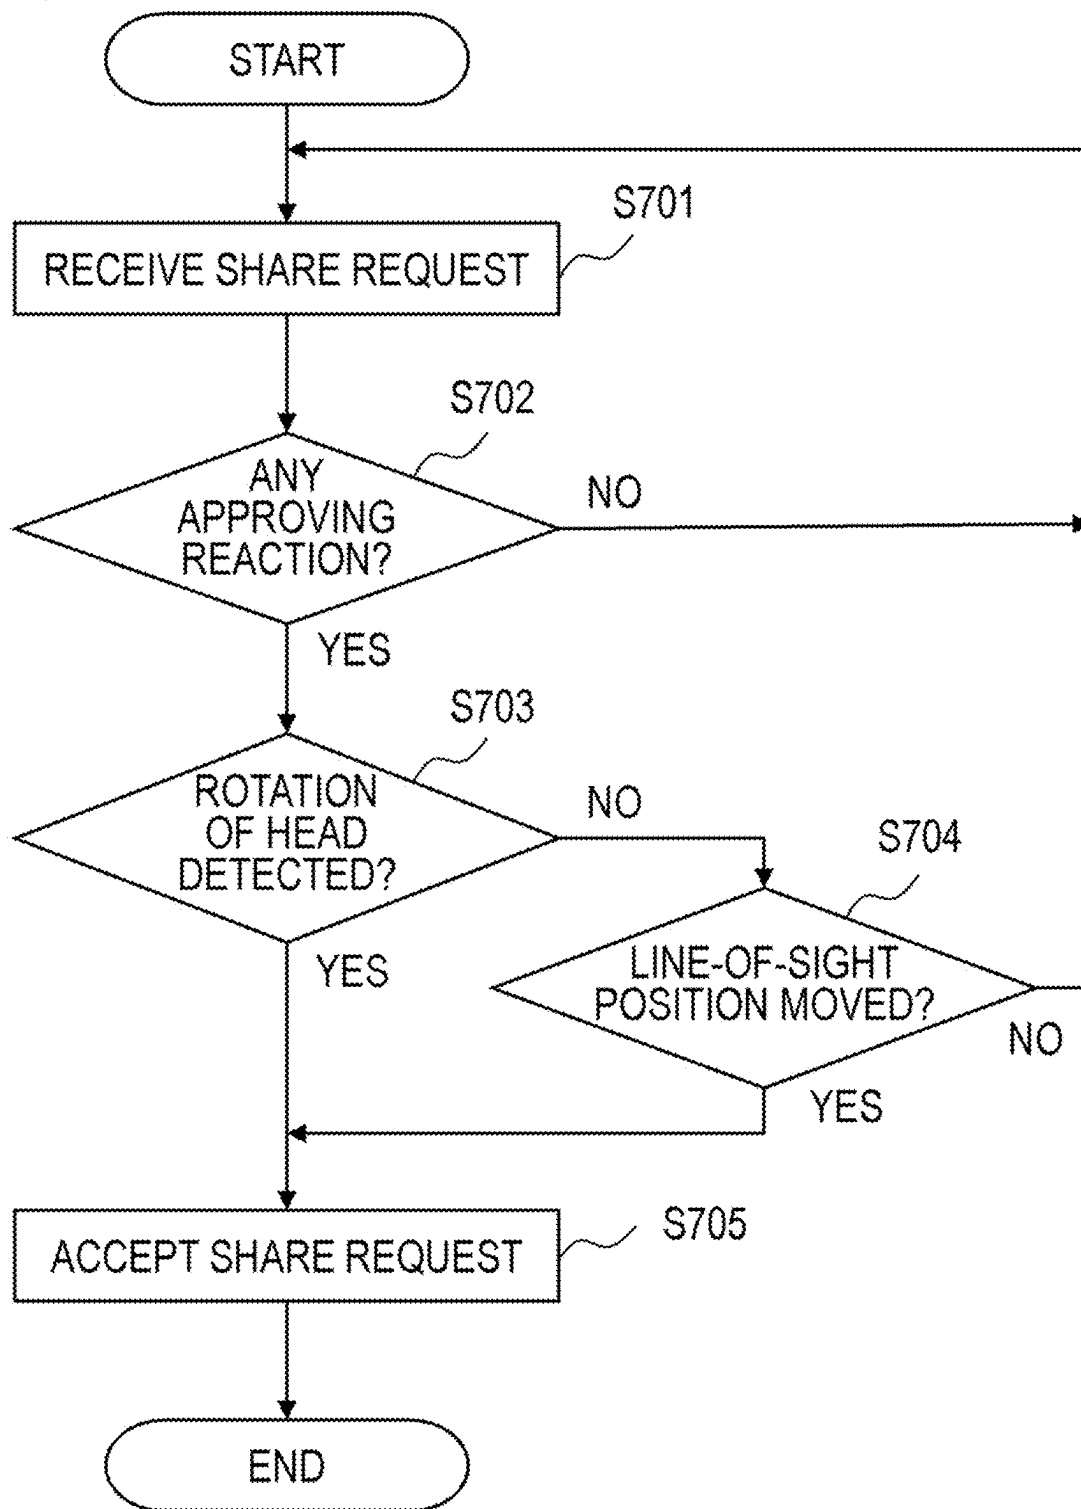 START
S701
RECEIVE SHARE REQUEST
S702
ANY
APPROVING
REACTION?
NO
YES
S703
ROTATION
OF HEAD
DETECTED?
NO
YES
S704
LINE-OF-SIGHT
POSITION MOVED?
NO
YES
S705
ACCEPT SHARE REQUEST
END